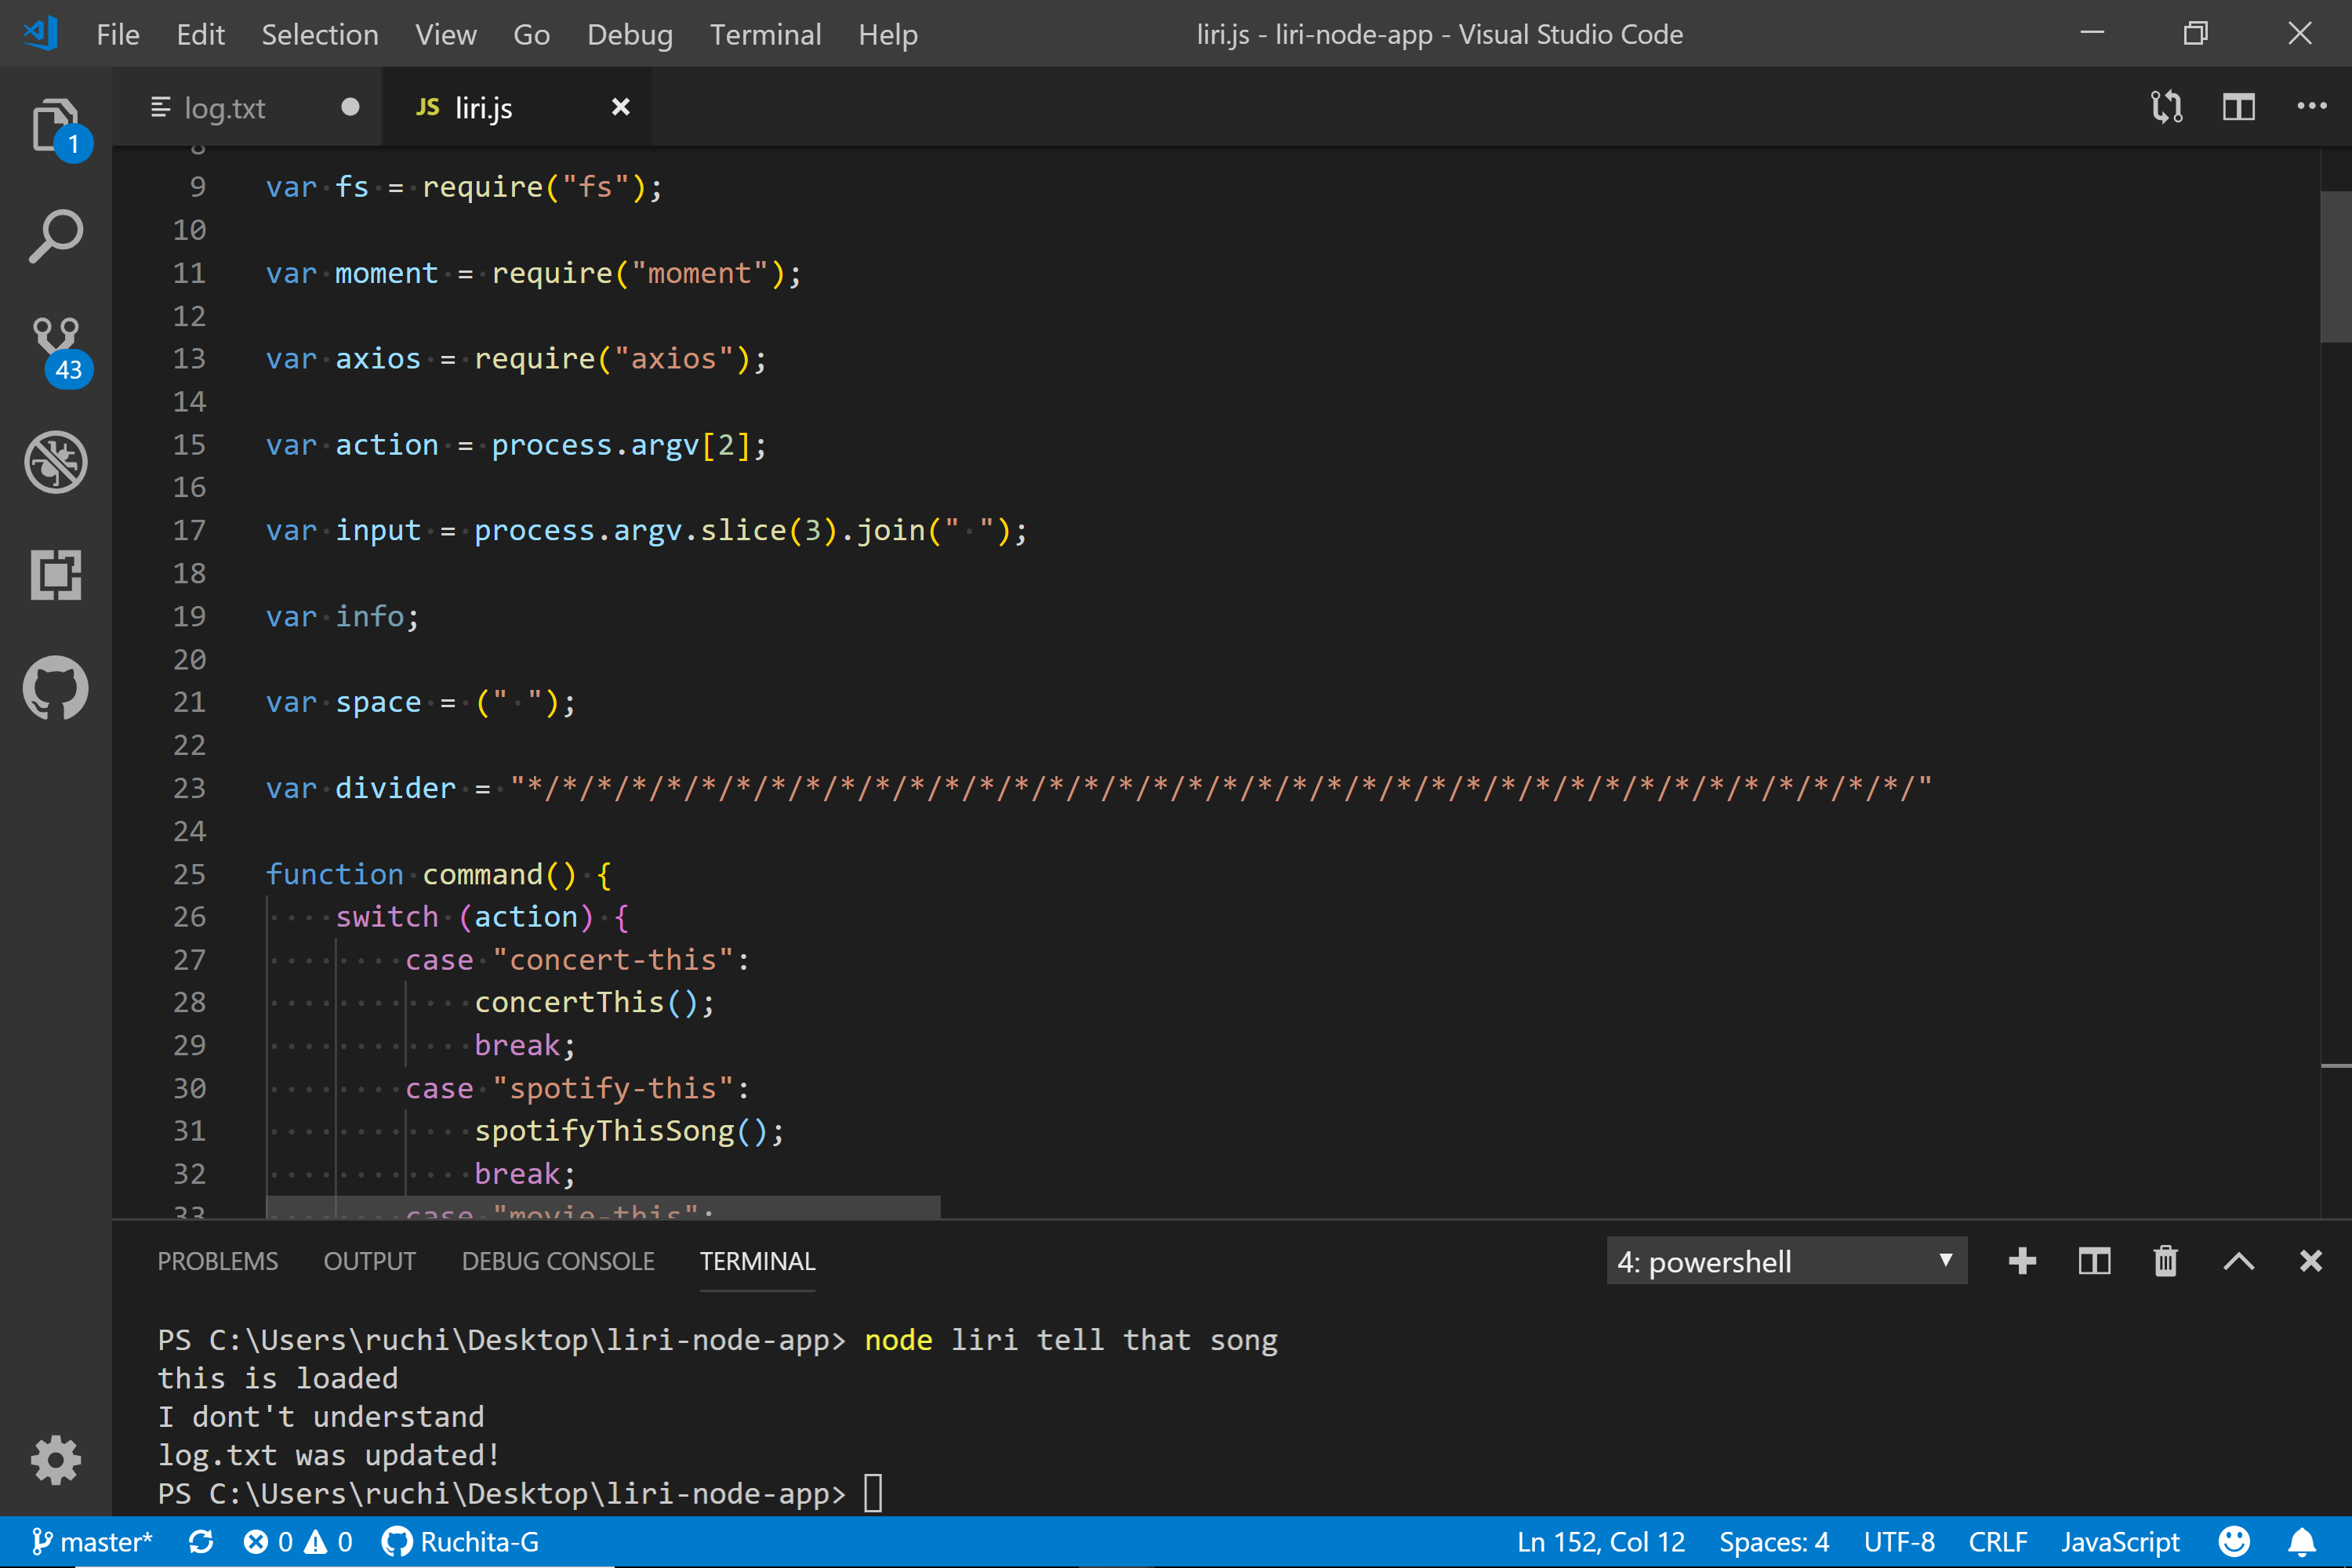 File Edit Selection View Go Debug Terminal Help liri.js - liri-node-app - Visual Studio Code
log.txt JS liri.js
1
43
8
9 var fs = require("fs");
10
11 var moment = require("moment");
12
13 var axios = require("axios");
14
15 var action = process.argv[2];
16
17 var input = process.argv.slice(3).join(" ");
18
19 var info;
20
21 var space = (" ");
22
23 var divider = "*/*/*/*/*/*/*/*/*/*/*/*/*/*/*/*/*/*/*/*/*/*/*/*/*/*/*/*/*/*/*/*/*/*/*/*/*/*/*/*/"
24
25 function command() {
26 switch (action) {
27 case "concert-this":
28 concertThis();
29 break;
30 case "spotify-this":
31 spotifyThisSong();
32 break;
33 case "movie-this":
PROBLEMS OUTPUT DEBUG CONSOLE TERMINAL 4: powershell
PS C:\Users\ruchi\Desktop\liri-node-app> node liri tell that song
this is loaded
I dont't understand
log.txt was updated!
PS C:\Users\ruchi\Desktop\liri-node-app>
master* 0 0 Ruchita-G Ln 152, Col 12 Spaces: 4 UTF-8 CRLF JavaScript